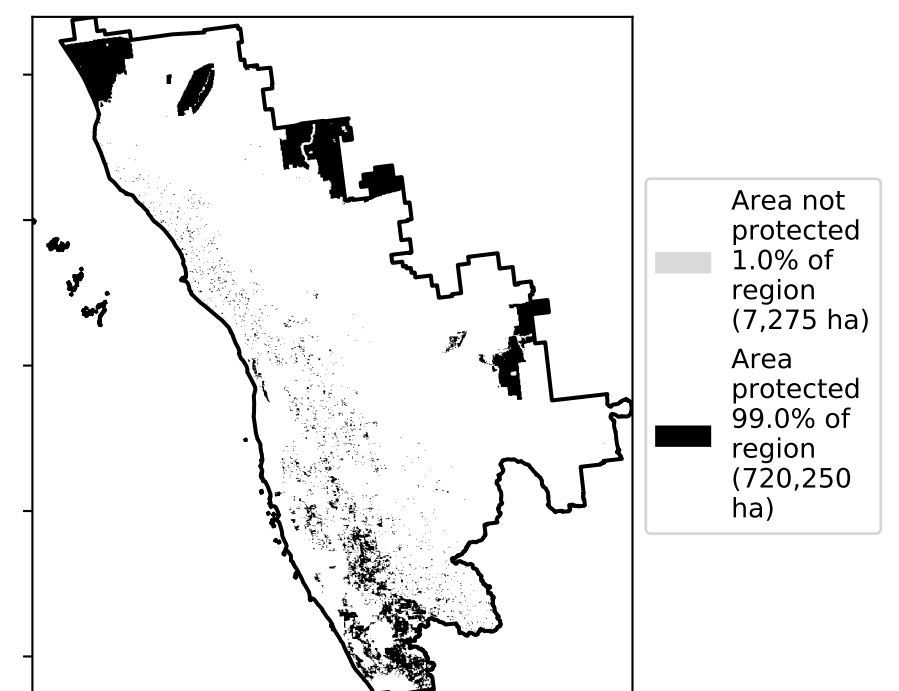 Area not
protected
1.0% of
region
(7,275 ha)
Area
protected
99.0% of
region
(720,250
ha)